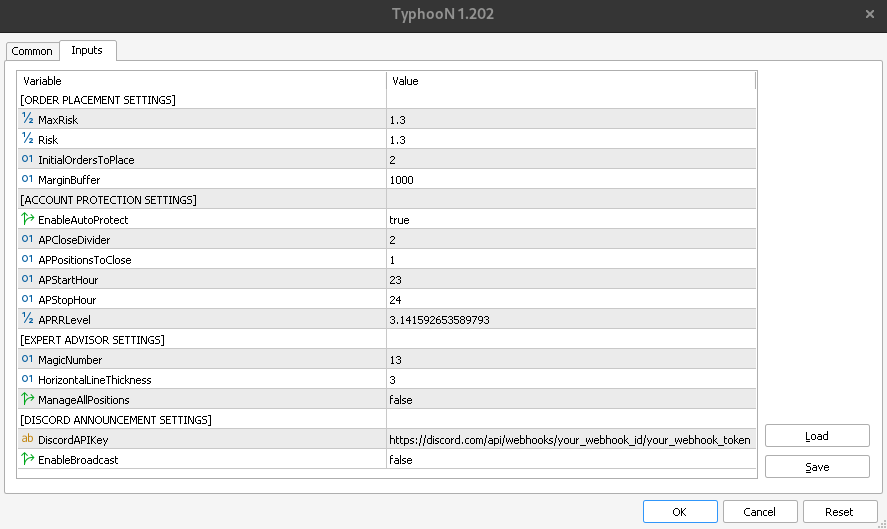 TyphooN 1.202
Common Inputs
Variable Value
[ORDER PLACEMENT SETTINGS]
½ MaxRisk 1.3
½ Risk 1.3
01 InitialOrdersToPlace 2
01 MarginBuffer 1000
[ACCOUNT PROTECTION SETTINGS]
EnableAutoProtect true
01 APCloseDivider 2
01 APPositionsToClose 1
01 APStartHour 23
01 APStopHour 24
½ APRRLevel 3.141592653589793
[EXPERT ADVISOR SETTINGS]
01 MagicNumber 13
01 HorizontalLineThickness 3
ManageAllPositions false
[DISCORD ANNOUNCEMENT SETTINGS]
ab DiscordAPIKey https://discord.com/api/webhooks/your_webhook_id/your_webhook_token
EnableBroadcast false
Load
Save
OK Cancel Reset